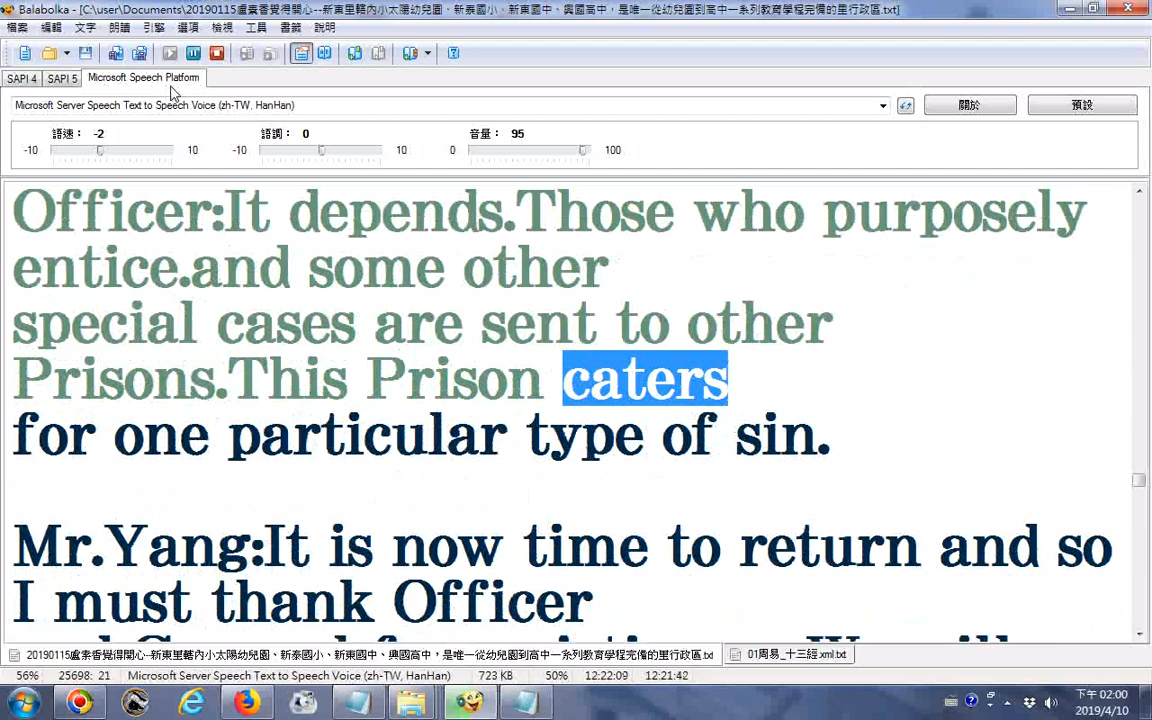 Balabolka - [C:\user\Documents\20190115盧素香覺得開心--新東里轄內小太陽幼兒園、新泰國小、新東國中、興國高中，是唯一從幼兒園到高中一系列教育學程完備的里行政區.txt]
檔案 編輯 文字 朗讀 引擎 選項 檢視 工具 書籤 說明
SAPI 4 SAPI 5 Microsoft Speech Platform
Microsoft Server Speech Text to Speech Voice (zh-TW, HanHan) 關於 預設
語速： -2 語調： 0 音量： 95
-10 10 -10 10 0 100
Officer:It depends.Those who purposely
entice.and some other
special cases are sent to other
Prisons.This Prison caters
for one particular type of sin.
Mr.Yang:It is now time to return and so
I must thank Officer
20190115盧素香覺得開心--新東里轄內小太陽幼兒園、新泰國小、新東國中、興國高中，是唯一從幼兒園到高中一系列教育學程完備的里行政區.txt 01周易_十三經.xml.txt
56% 25698: 21 Microsoft Server Speech Text to Speech Voice (zh-TW, HanHan) 723 KB 50% 12:22:09 12:21:42
下午 02:00
2019/4/10